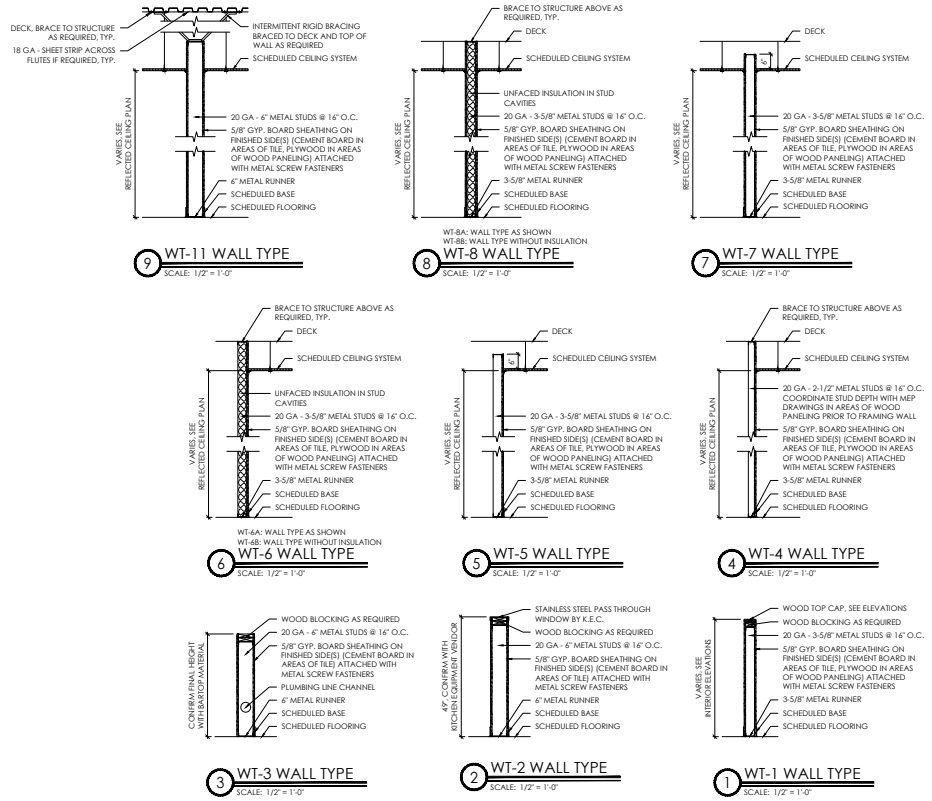 DECK, BRACE TO STRUCTURE
AS REQUIRED, TYP.
18 GA - SHEET STRIP ACROSS
FLUTES IF REQUIRED, TYP.
INTERMITTENT RIGID BRACING
BRACED TO DECK AND TOP OF
WALL AS REQUIRED
SCHEDULED CEILING SYSTEM
VARIES, SEE
REFLECTED CEILING PLAN
20 GA - 6" METAL STUDS @ 16" O.C.
5/8" GYP. BOARD SHEATHING ON
FINISHED SIDE(S) (CEMENT BOARD IN
AREAS OF TILE, PLYWOOD IN AREAS
OF WOOD PANELING) ATTACHED
WITH METAL SCREW FASTENERS
6" METAL RUNNER
SCHEDULED BASE
SCHEDULED FLOORING
9
WT-11 WALL TYPE
SCALE: 1/2" = 1'-0"
BRACE TO STRUCTURE ABOVE AS
REQUIRED, TYP.
DECK
SCHEDULED CEILING SYSTEM
VARIES, SEE
REFLECTED CEILING PLAN
UNFACED INSULATION IN STUD
CAVITIES
20 GA - 3-5/8" METAL STUDS @ 16" O.C.
5/8" GYP. BOARD SHEATHING ON
FINISHED SIDE(S) (CEMENT BOARD IN
AREAS OF TILE, PLYWOOD IN AREAS
OF WOOD PANELING) ATTACHED
WITH METAL SCREW FASTENERS
3-5/8" METAL RUNNER
SCHEDULED BASE
SCHEDULED FLOORING
WT-8A: WALL TYPE AS SHOWN
WT-8B: WALL TYPE WITHOUT INSULATION
8
WT-8 WALL TYPE
SCALE: 1/2" = 1'-0"
DECK
6"
SCHEDULED CEILING SYSTEM
VARIES, SEE
REFLECTED CEILING PLAN
20 GA - 3-5/8" METAL STUDS @ 16" O.C.
5/8" GYP. BOARD SHEATHING ON
FINISHED SIDE(S) (CEMENT BOARD IN
AREAS OF TILE, PLYWOOD IN AREAS
OF WOOD PANELING) ATTACHED
WITH METAL SCREW FASTENERS
3-5/8" METAL RUNNER
SCHEDULED BASE
SCHEDULED FLOORING
7
WT-7 WALL TYPE
SCALE: 1/2" = 1'-0"
BRACE TO STRUCTURE ABOVE AS
REQUIRED, TYP.
DECK
SCHEDULED CEILING SYSTEM
VARIES, SEE
REFLECTED CEILING PLAN
UNFACED INSULATION IN STUD
CAVITIES
20 GA - 3-5/8" METAL STUDS @ 16" O.C.
5/8" GYP. BOARD SHEATHING ON
FINISHED SIDE(S) (CEMENT BOARD IN
AREAS OF TILE, PLYWOOD IN AREAS
OF WOOD PANELING) ATTACHED
WITH METAL SCREW FASTENERS
3-5/8" METAL RUNNER
SCHEDULED BASE
SCHEDULED FLOORING
WT-6A: WALL TYPE AS SHOWN
WT-6B: WALL TYPE WITHOUT INSULATION
6
WT-6 WALL TYPE
SCALE: 1/2" = 1'-0"
DECK
6"
SCHEDULED CEILING SYSTEM
VARIES, SEE
REFLECTED CEILING PLAN
20 GA - 3-5/8" METAL STUDS @ 16" O.C.
5/8" GYP. BOARD SHEATHING ON
FINISHED SIDE(S) (CEMENT BOARD IN
AREAS OF TILE, PLYWOOD IN AREAS
OF WOOD PANELING) ATTACHED
WITH METAL SCREW FASTENERS
3-5/8" METAL RUNNER
SCHEDULED BASE
SCHEDULED FLOORING
5
WT-5 WALL TYPE
SCALE: 1/2" = 1'-0"
BRACE TO STRUCTURE ABOVE AS
REQUIRED, TYP.
DECK
SCHEDULED CEILING SYSTEM
VARIES, SEE
REFLECTED CEILING PLAN
20 GA - 2-1/2" METAL STUDS @ 16" O.C.
COORDINATE STUD DEPTH WITH MEP
DRAWINGS IN AREAS OF WOOD
PANELING PRIOR TO FRAMING WALL
5/8" GYP. BOARD SHEATHING ON
FINISHED SIDE(S) (CEMENT BOARD IN
AREAS OF TILE, PLYWOOD IN AREAS
OF WOOD PANELING) ATTACHED
WITH METAL SCREW FASTENERS
3-5/8" METAL RUNNER
SCHEDULED BASE
SCHEDULED FLOORING
4
WT-4 WALL TYPE
SCALE: 1/2" = 1'-0"
CONFIRM FINAL HEIGHT
WITH BARTOP MATERIAL
WOOD BLOCKING AS REQUIRED
20 GA - 6" METAL STUDS @ 16" O.C.
5/8" GYP. BOARD SHEATHING ON
FINISHED SIDE(S) (CEMENT BOARD IN
AREAS OF TILE) ATTACHED WITH
METAL SCREW FASTENERS
PLUMBING LINE CHANNEL
6" METAL RUNNER
SCHEDULED BASE
SCHEDULED FLOORING
3
WT-3 WALL TYPE
SCALE: 1/2" = 1'-0"
49", CONFIRM WITH
KITCHEN EQUIPMENT VENDOR
STAINLESS STEEL PASS THROUGH
WINDOW BY K.E.C.
WOOD BLOCKING AS REQUIRED
20 GA - 6" METAL STUDS @ 16" O.C.
5/8" GYP. BOARD SHEATHING ON
FINISHED SIDE(S) (CEMENT BOARD IN
AREAS OF TILE) ATTACHED WITH
METAL SCREW FASTENERS
6" METAL RUNNER
SCHEDULED BASE
SCHEDULED FLOORING
2
WT-2 WALL TYPE
SCALE: 1/2" = 1'-0"
VARIES, SEE
INTERIOR ELEVATIONS
WOOD TOP CAP, SEE ELEVATIONS
WOOD BLOCKING AS REQUIRED
20 GA - 3-5/8" METAL STUDS @ 16" O.C.
5/8" GYP. BOARD SHEATHING ON
FINISHED SIDE(S) (CEMENT BOARD IN
AREAS OF TILE, PLYWOOD IN AREAS
OF WOOD PANELING) ATTACHED
WITH METAL SCREW FASTENERS
3-5/8" METAL RUNNER
SCHEDULED BASE
SCHEDULED FLOORING
1
WT-1 WALL TYPE
SCALE: 1/2" = 1'-0"